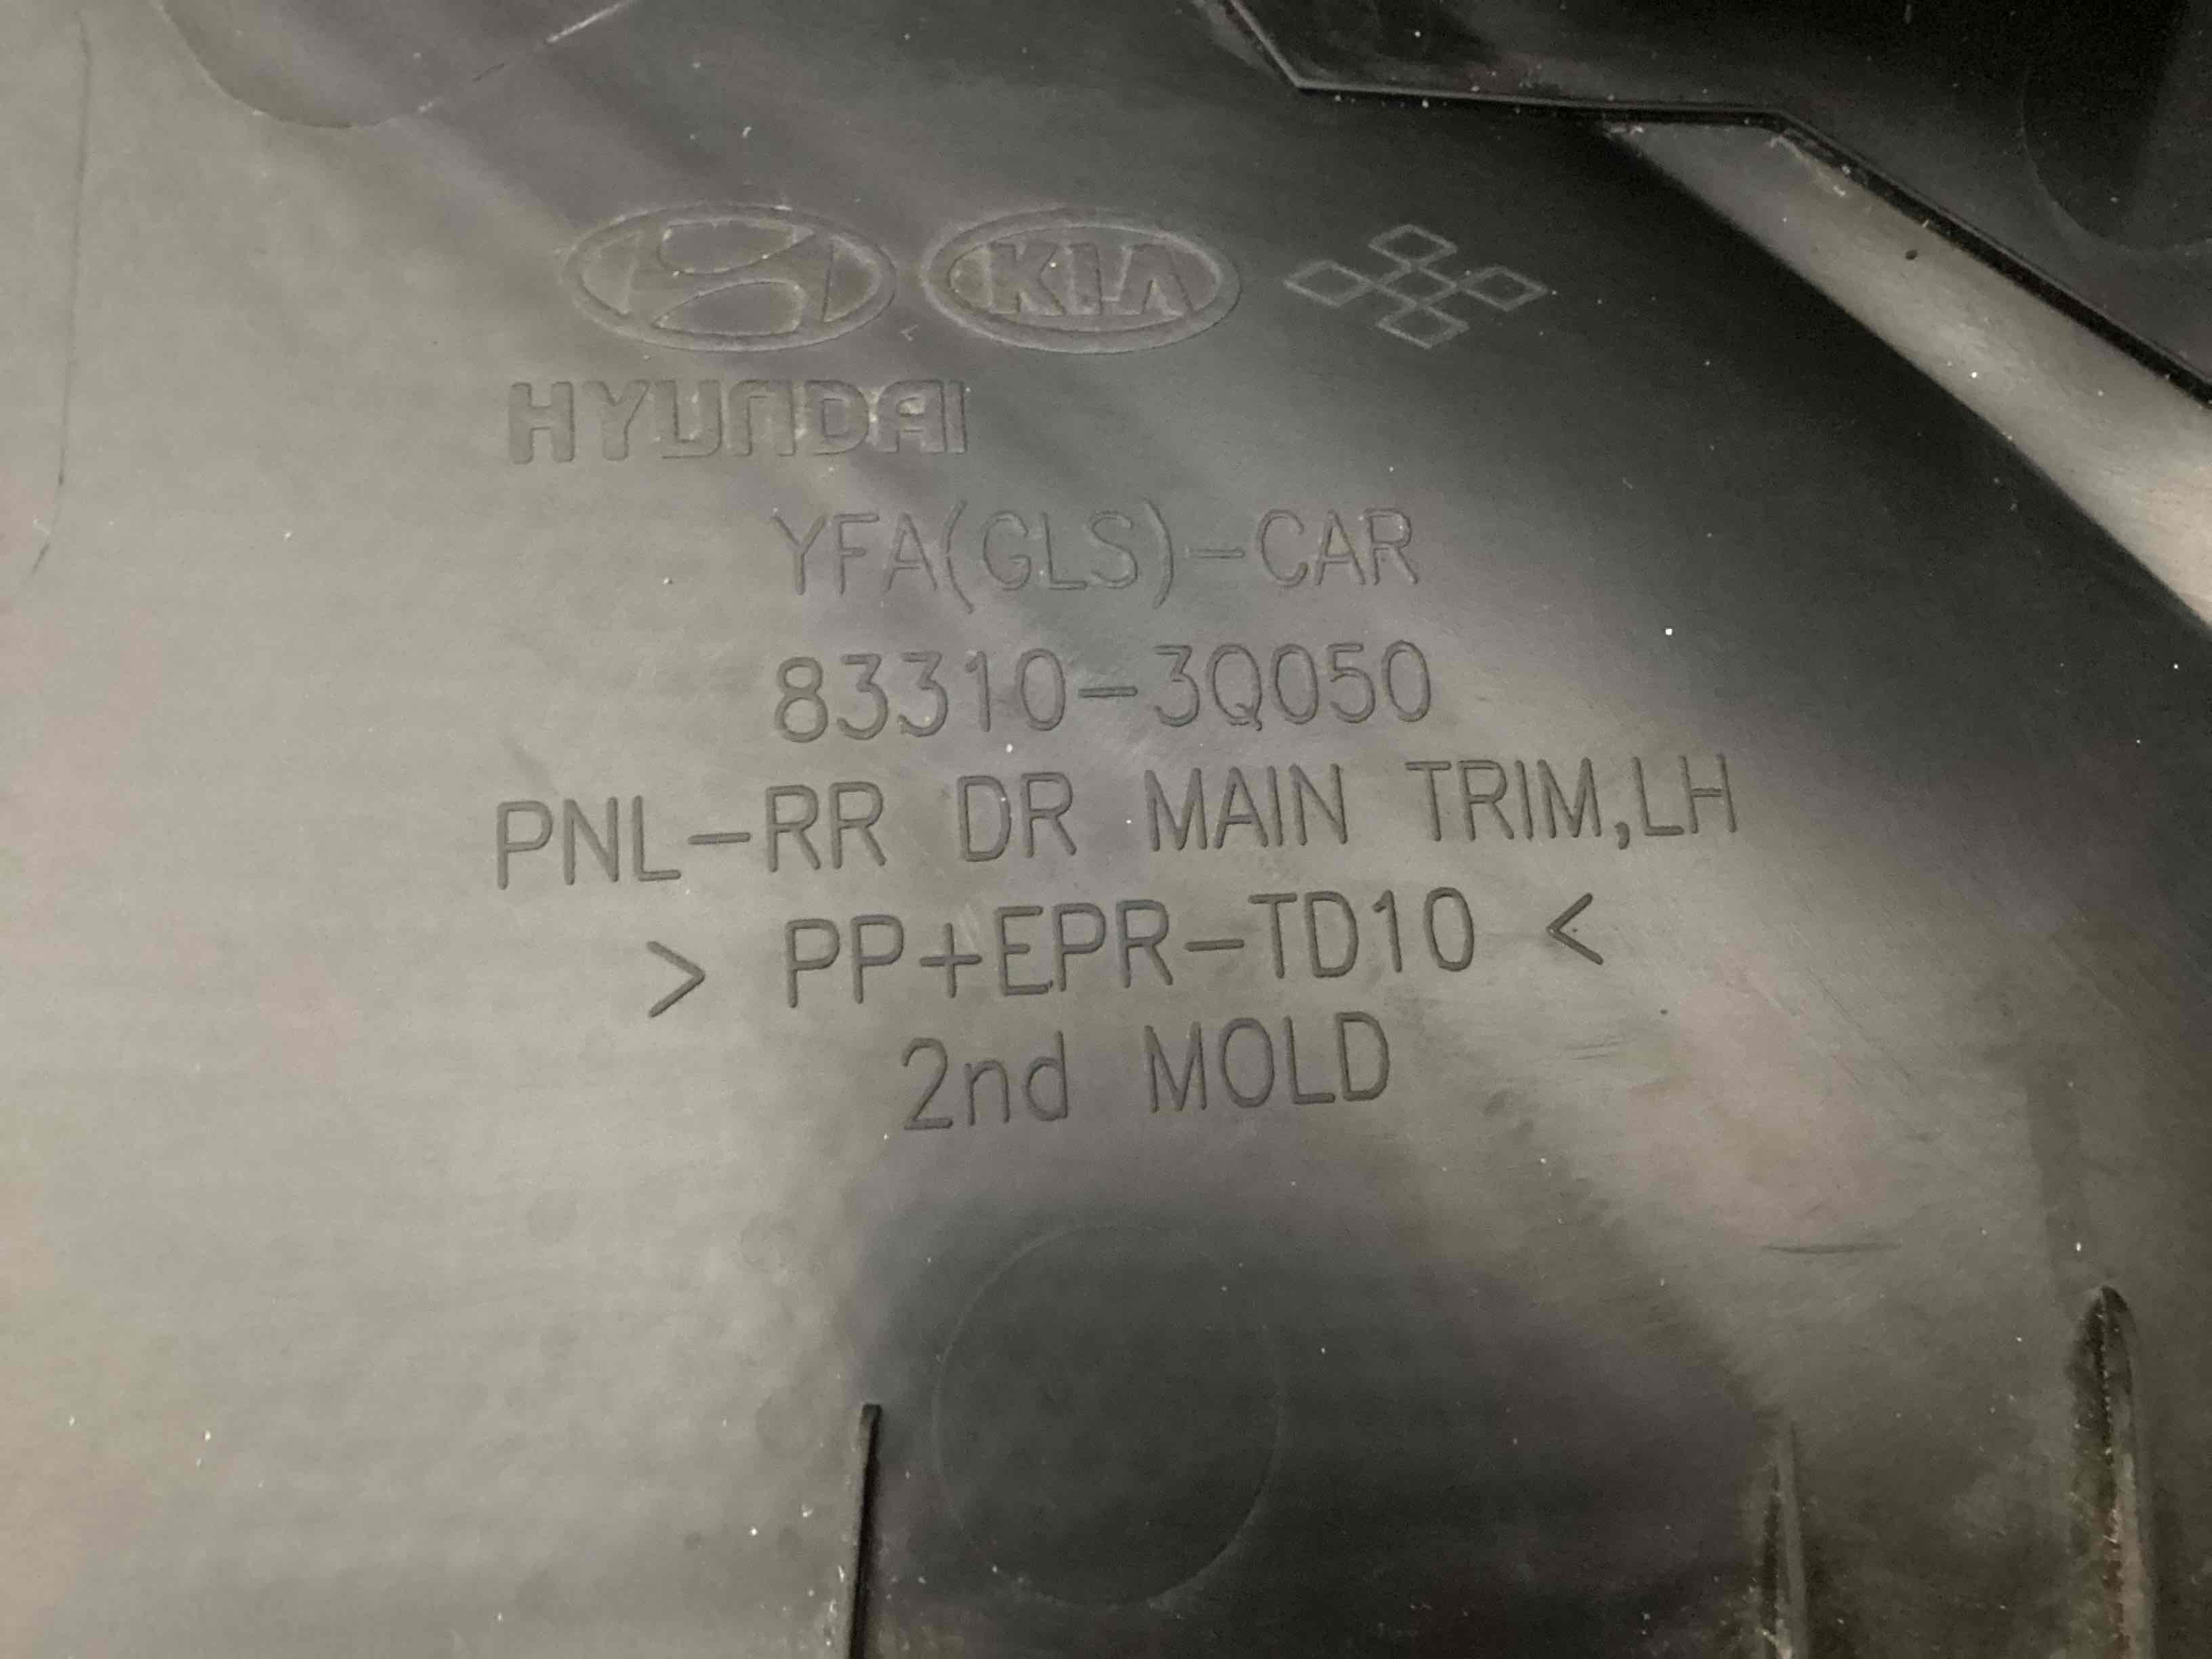 KIA
HYUNDAI
YFA(GLS)-CAR
83310-3Q050
PNL-RR DR MAIN TRIM,LH
> PP+EPR-TD10 <
2nd MOLD